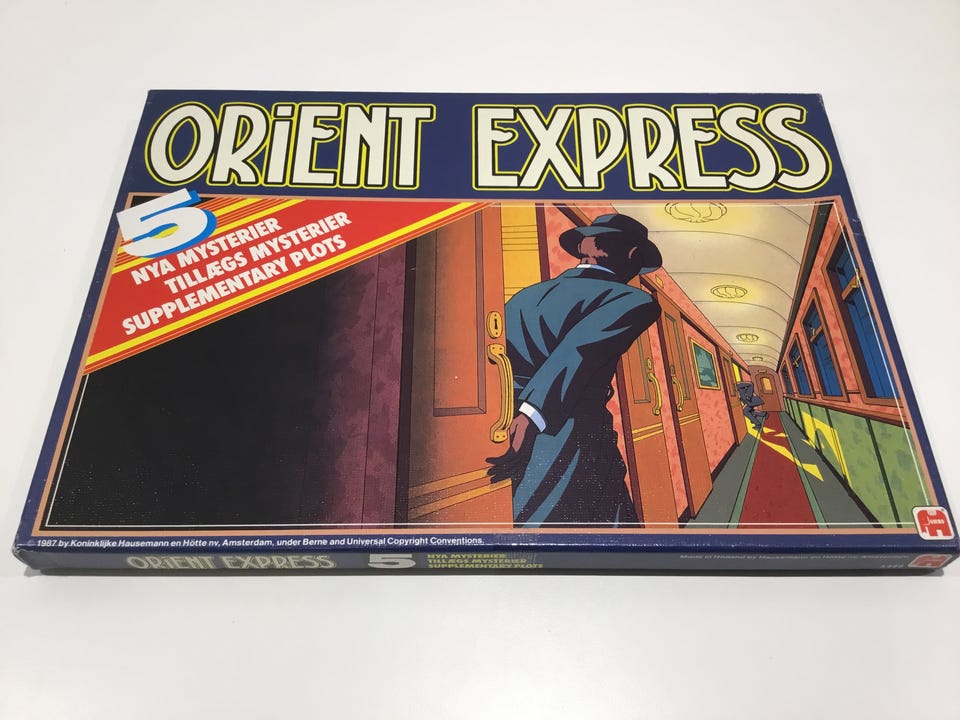 ORiENT EXPRESS
5
NYA MYSTERIER
TILLÆGS MYSTERIER
SUPPLEMENTARY PLOTS
Jumbo
© 1987 by Koninklijke Hausemann en Hötte nv, Amsterdam, under Berne and Universal Copyright Conventions.
ORiENT EXPRESS
5
NYA MYSTERIER
TILLÆGS MYSTERIER
SUPPLEMENTARY PLOTS